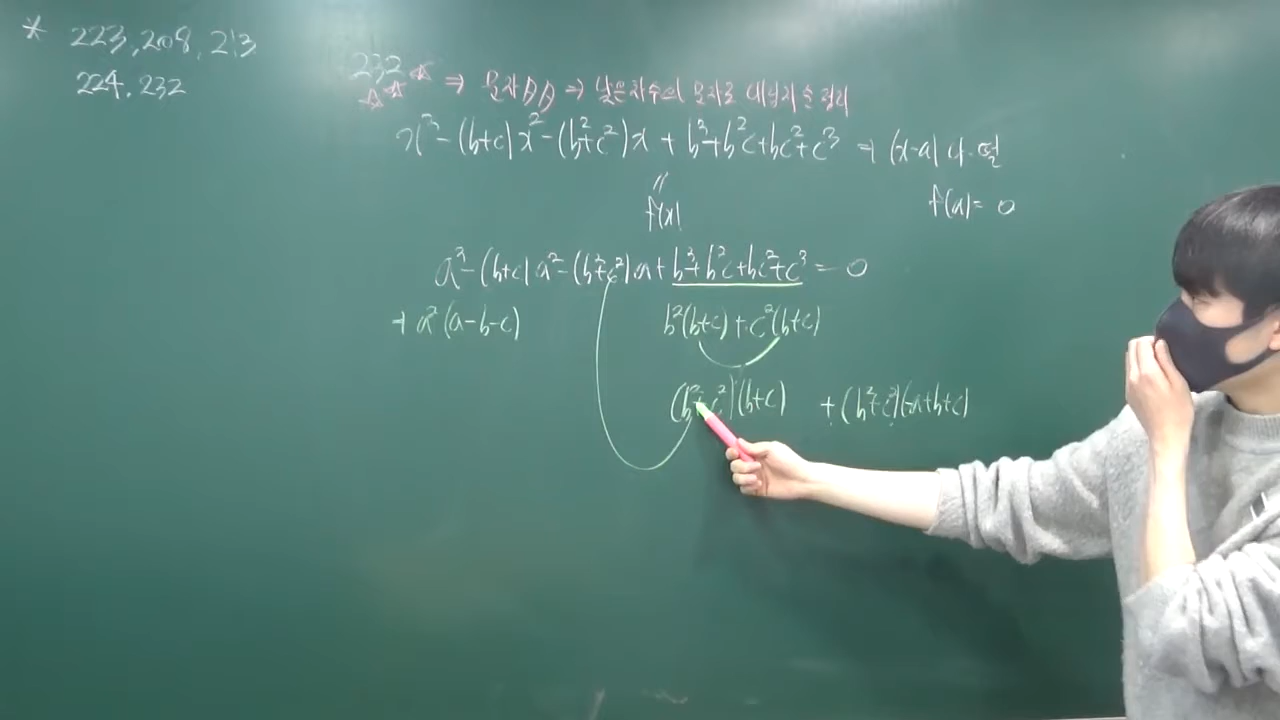 * 223, 208, 213
224. 232
232 ☆☆☆ ⇒ 문자多多 ⇒ 낮은차수의 문자로 내림차순 정리
x³-(b+c)x²-(b²+c²)x+b³+b²c+bc²+c³ ⇒ (x-a) 나·떨
"
f(x)
f(a)=0
a³-(b+c)a²-(b²+c²)a+b³+b²c+bc²+c³=0
⇒ a²(a-b-c)
b²(b+c)+c²(b+c)
(b²+c²)(b+c) +(b²+c²)(-a+b+c)